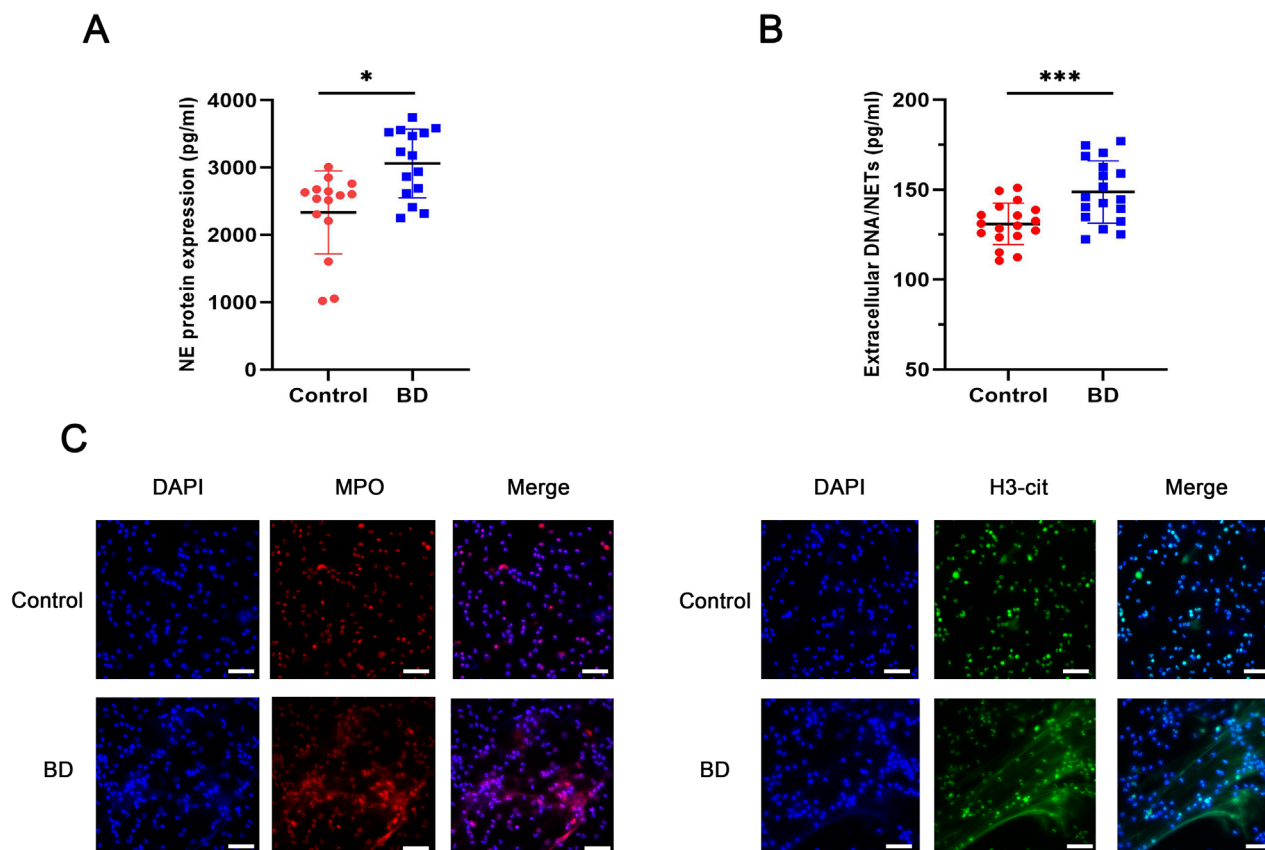 A
B
*
***
NE protein expression (pg/ml)
4000
3000
2000
1000
0
Control BD
Extracellular DNA/NETs (pg/ml)
200
150
100
50
Control BD
C
DAPI MPO Merge
DAPI H3-cit Merge
Control
Control
BD
BD